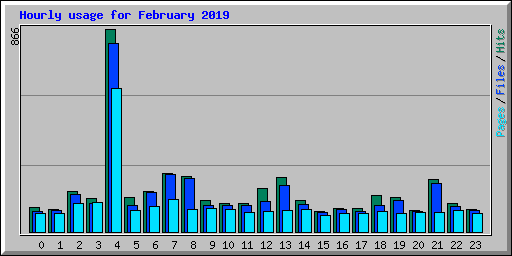 Hourly usage for February 2019
866
Pages/Files/Hits
0 1 2 3 4 5 6 7 8 9 10 11 12 13 14 15 16 17 18 19 20 21 22 23